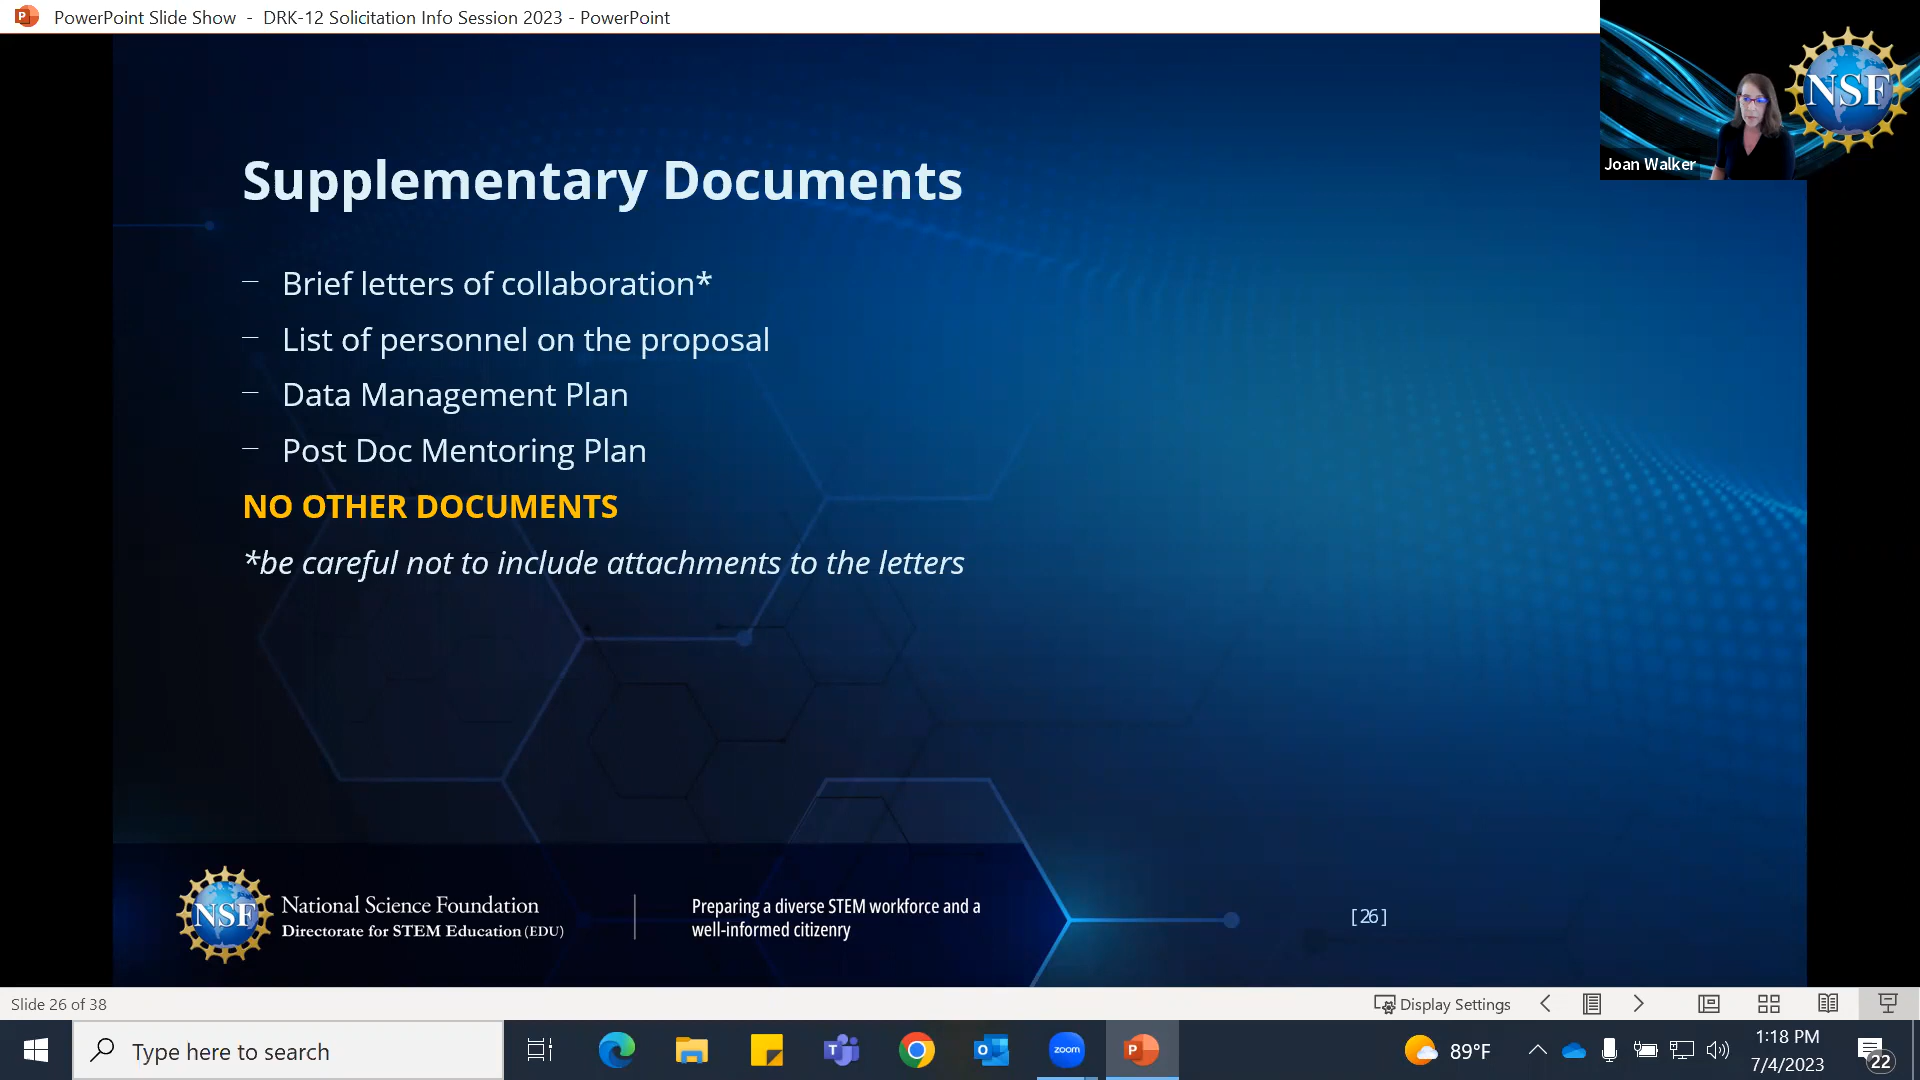 PowerPoint Slide Show - DRK-12 Solicitation Info Session 2023 - PowerPoint
NSF
Joan Walker
Supplementary Documents
– Brief letters of collaboration*
– List of personnel on the proposal
– Data Management Plan
– Post Doc Mentoring Plan
NO OTHER DOCUMENTS
*be careful not to include attachments to the letters
NSF
National Science Foundation
Directorate for STEM Education (EDU)
Preparing a diverse STEM workforce and a
well-informed citizenry
[26]
Slide 26 of 38
Display Settings
Type here to search
zoom
89°F
1:18 PM
7/4/2023
22